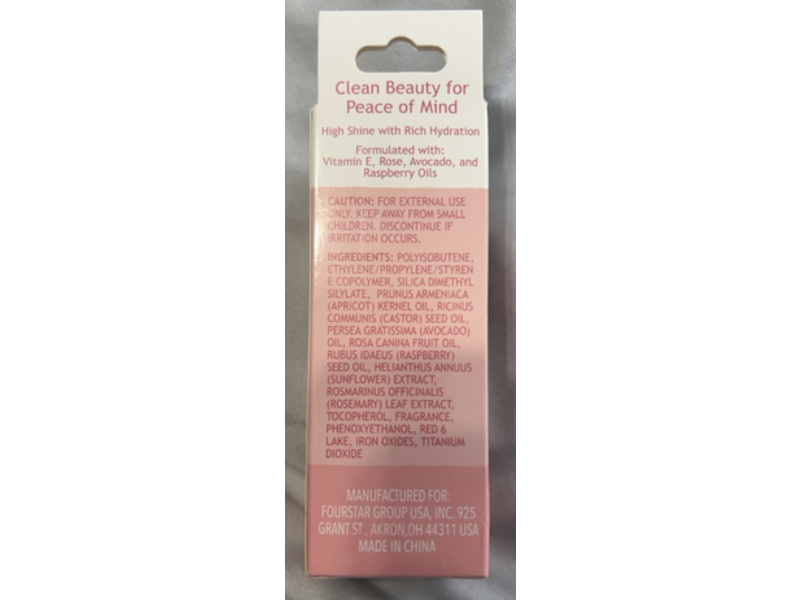 Clean Beauty for
Peace of Mind
High Shine with Rich Hydration
Formulated with:
Vitamin E, Rose, Avocado, and
Raspberry Oils
CAUTION: FOR EXTERNAL USE
ONLY. KEEP AWAY FROM SMALL
CHILDREN. DISCONTINUE IF
IRRITATION OCCURS.
INGREDIENTS: POLYISOBUTENE,
ETHYLENE/PROPYLENE/STYREN
E COPOLYMER, SILICA DIMETHYL
SILYLATE, PRUNUS ARMENIACA
(APRICOT) KERNEL OIL, RICINUS
COMMUNIS (CASTOR) SEED OIL,
PERSEA GRATISSIMA (AVOCADO)
OIL, ROSA CANINA FRUIT OIL,
RUBUS IDAEUS (RASPBERRY)
SEED OIL, HELIANTHUS ANNUUS
(SUNFLOWER) EXTRACT,
ROSMARINUS OFFICINALIS
(ROSEMARY) LEAF EXTRACT,
TOCOPHEROL, FRAGRANCE,
PHENOXYETHANOL, RED 6
LAKE, IRON OXIDES, TITANIUM
DIOXIDE
MANUFACTURED FOR:
FOURSTAR GROUP USA, INC. 925
GRANT ST., AKRON,OH 44311 USA
MADE IN CHINA